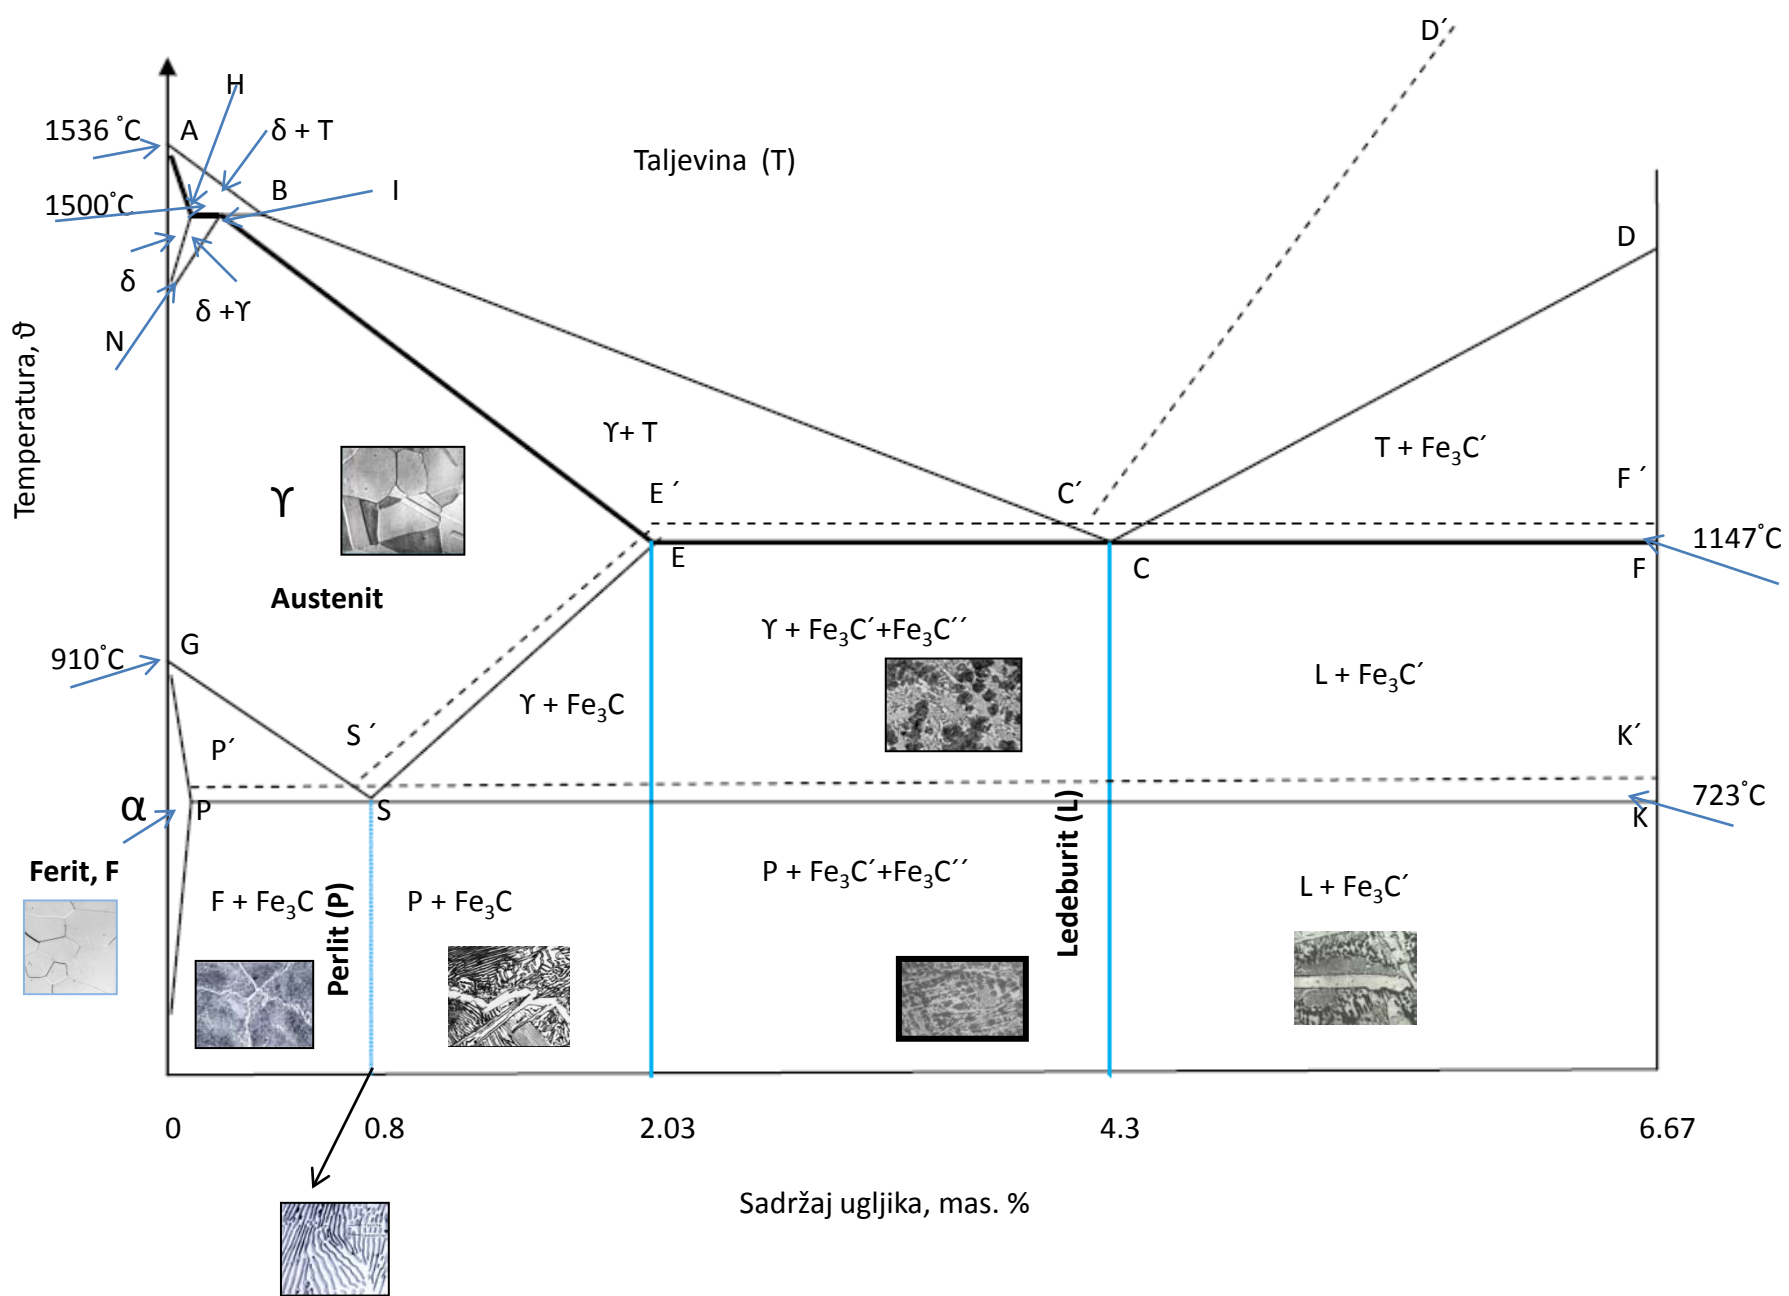 D´
H
1536 ˚C
A
δ + T
Taljevina (T)
1500˚C
B
I
D
δ
δ +ϒ
N
Temperatura, ϑ
ϒ+ T
T + Fe₃C´
E ´
C´
F ´
ϒ
1147˚C
E
C
F
Austenit
ϒ + Fe₃C´+Fe₃C´´
G
910˚C
L + Fe₃C´
ϒ + Fe₃C
S ´
P´
K´
723˚C
α
P
S
K
Ledeburit (L)
Ferit, F
P + Fe₃C´+Fe₃C´´
L + Fe₃C´
F + Fe₃C
Perlit (P)
P + Fe₃C
0
0.8
2.03
4.3
6.67
Sadržaj ugljika, mas. %